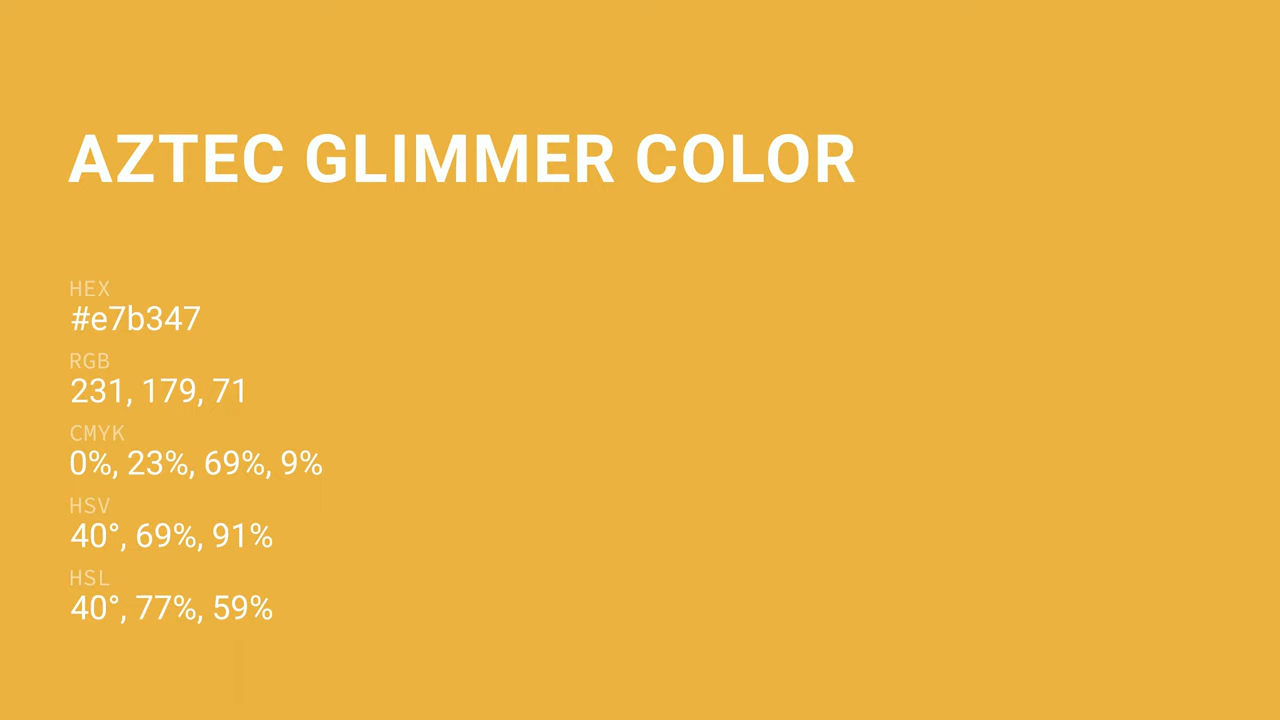 AZTEC GLIMMER COLOR
HEX
#e7b347
RGB
231, 179, 71
CMYK
0%, 23%, 69%, 9%
HSV
40°, 69%, 91%
HSL
40°, 77%, 59%